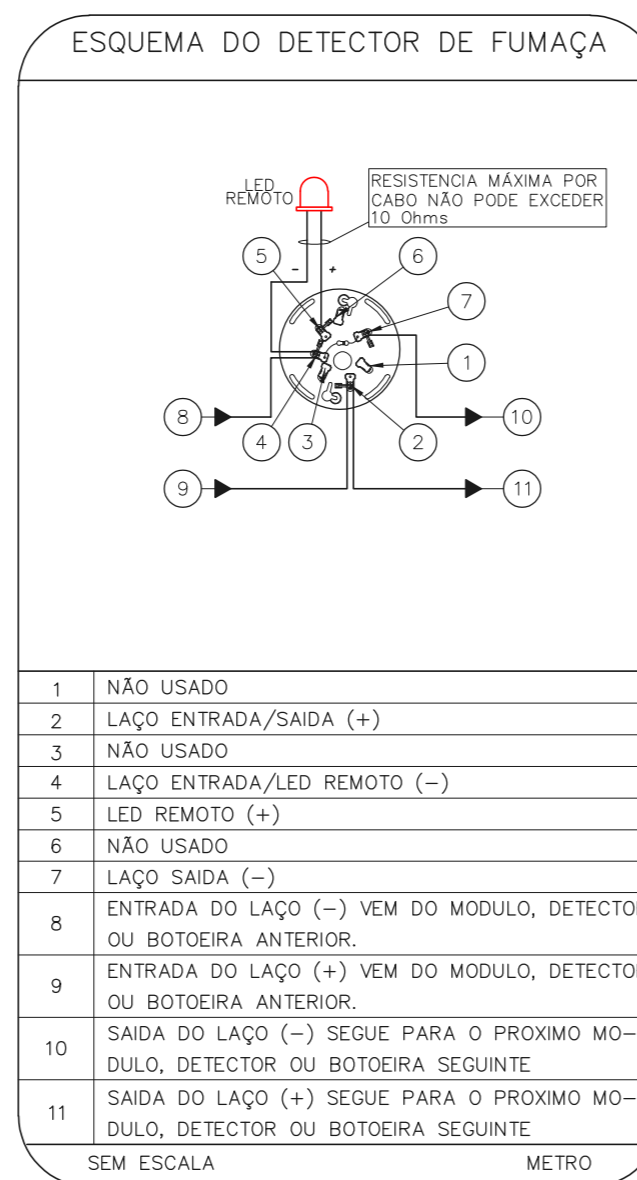 ESQUEMA DO DETECTOR DE FUMAÇA
LED
REMOTO
RESISTENCIA MÁXIMA POR
CABO NÃO PODE EXCEDER
10 Ohms
5
6
- +
7
1
8
10
4
3
2
9
11
1 NÃO USADO
2 LAÇO ENTRADA/SAIDA (+)
3 NÃO USADO
4 LAÇO ENTRADA/LED REMOTO (-)
5 LED REMOTO (+)
6 NÃO USADO
7 LAÇO SAIDA (-)
8 ENTRADA DO LAÇO (-) VEM DO MODULO, DETECTOR
OU BOTOEIRA ANTERIOR.
9 ENTRADA DO LAÇO (+) VEM DO MODULO, DETECTOR
OU BOTOEIRA ANTERIOR.
10 SAIDA DO LAÇO (-) SEGUE PARA O PROXIMO MO-
DULO, DETECTOR OU BOTOEIRA SEGUINTE
11 SAIDA DO LAÇO (+) SEGUE PARA O PROXIMO MO-
DULO, DETECTOR OU BOTOEIRA SEGUINTE
SEM ESCALA
METRO